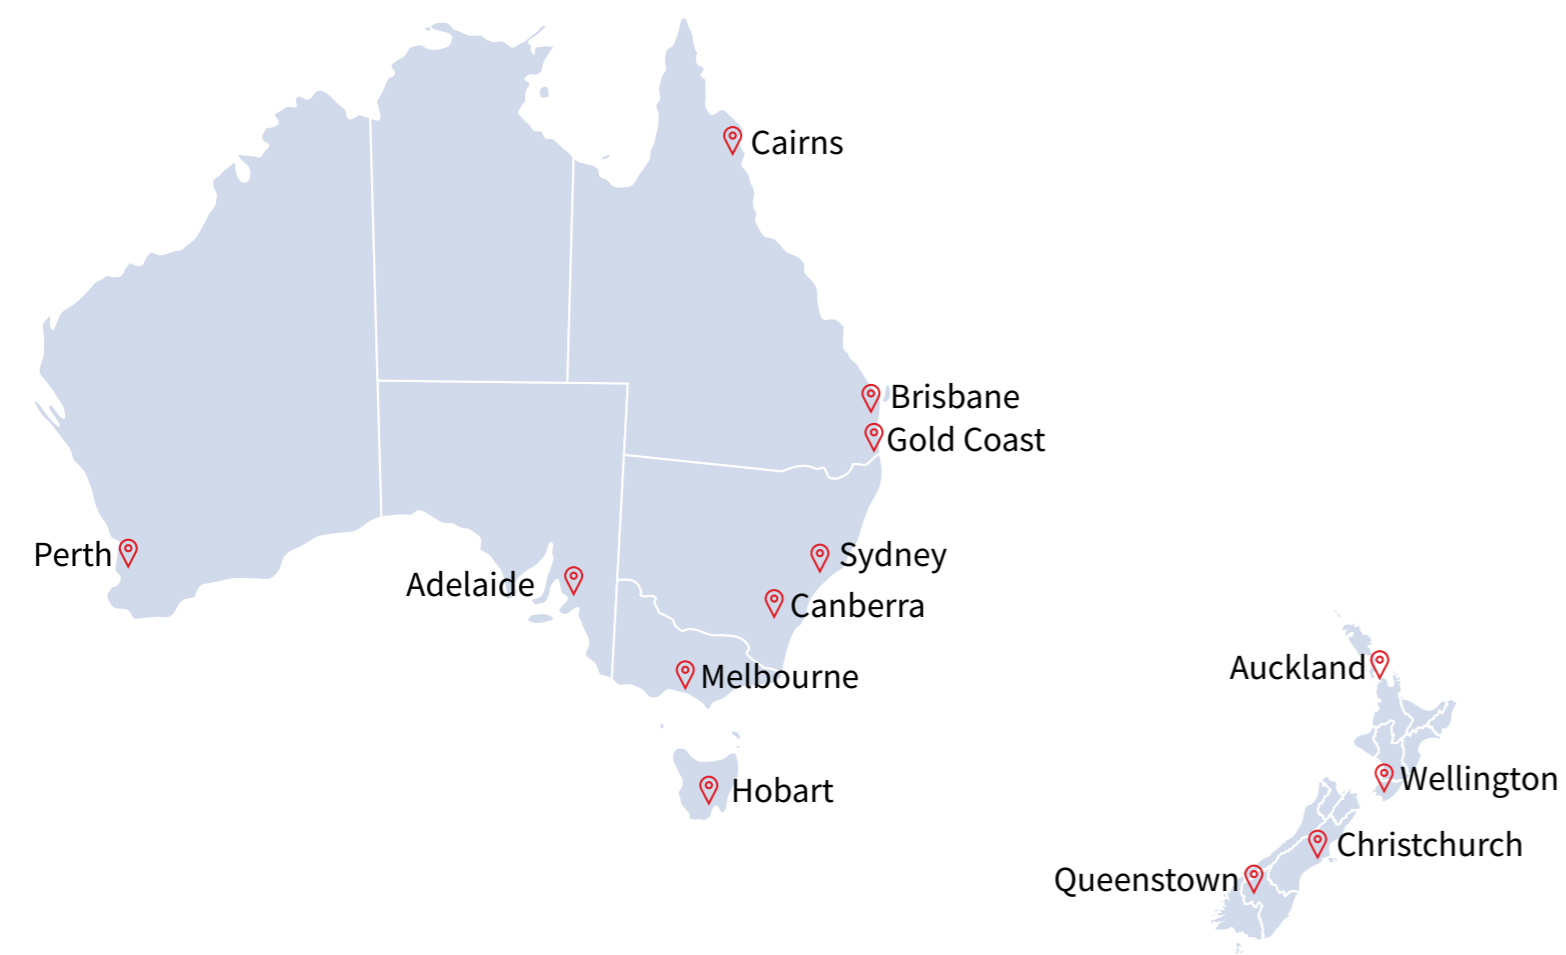 Cairns
Brisbane
Gold Coast
Perth
Sydney
Adelaide
Canberra
Auckland
Melbourne
Wellington
Hobart
Christchurch
Queenstown